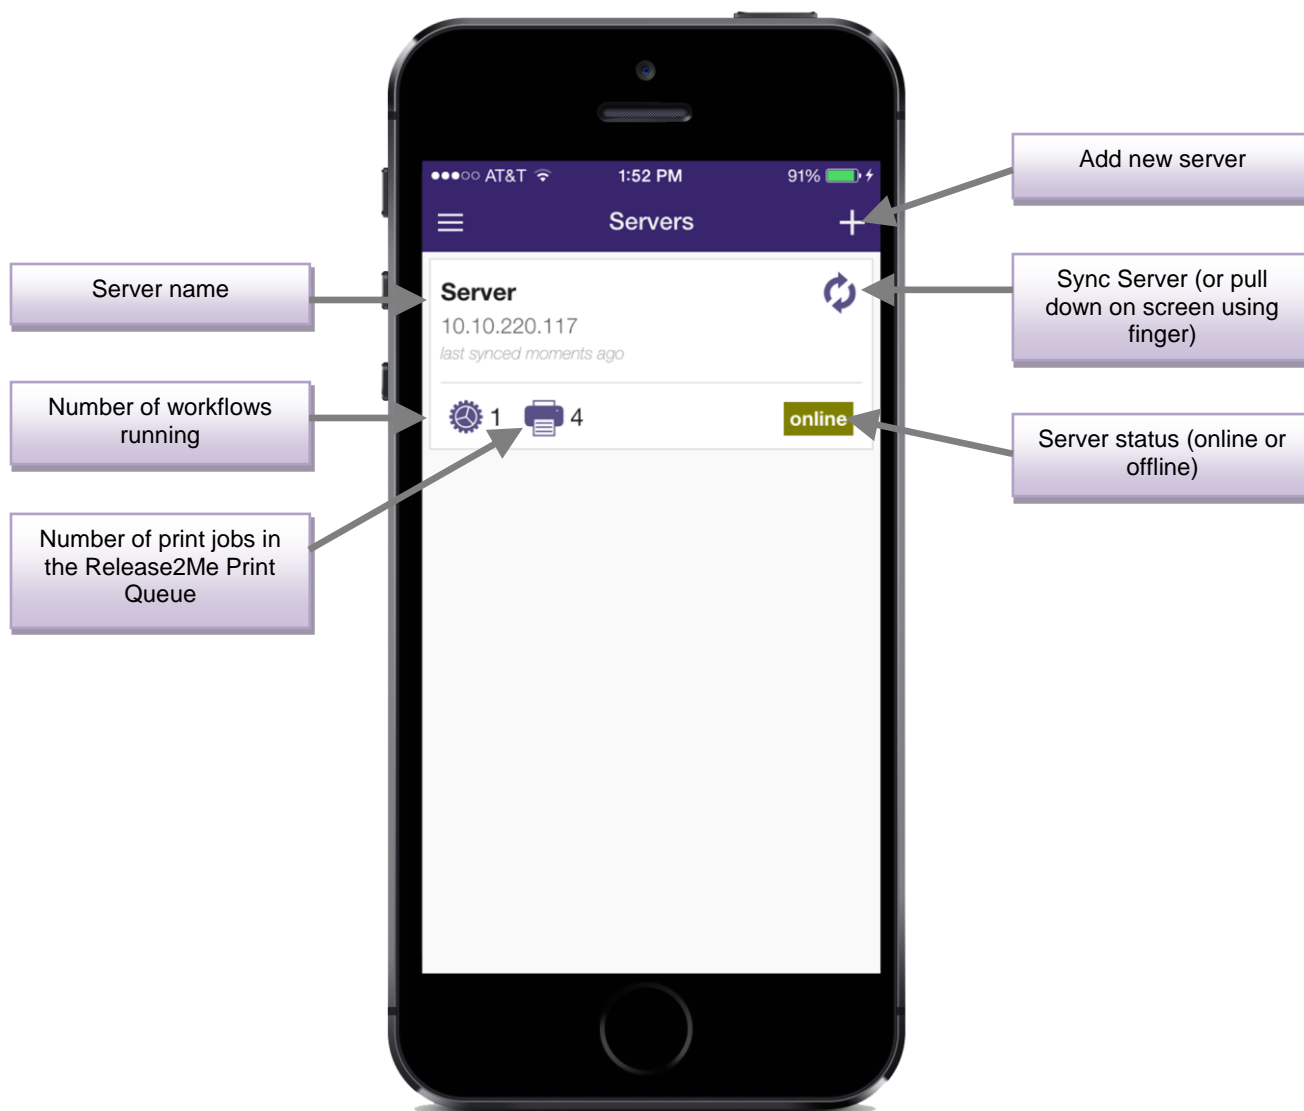 AT&T 1:52 PM 91%
Servers
Server
10.10.220.117
last synced moments ago
1 4 online
Server name
Number of workflows
running
Number of print jobs in
the Release2Me Print
Queue
Add new server
Sync Server (or pull
down on screen using
finger)
Server status (online or
offline)